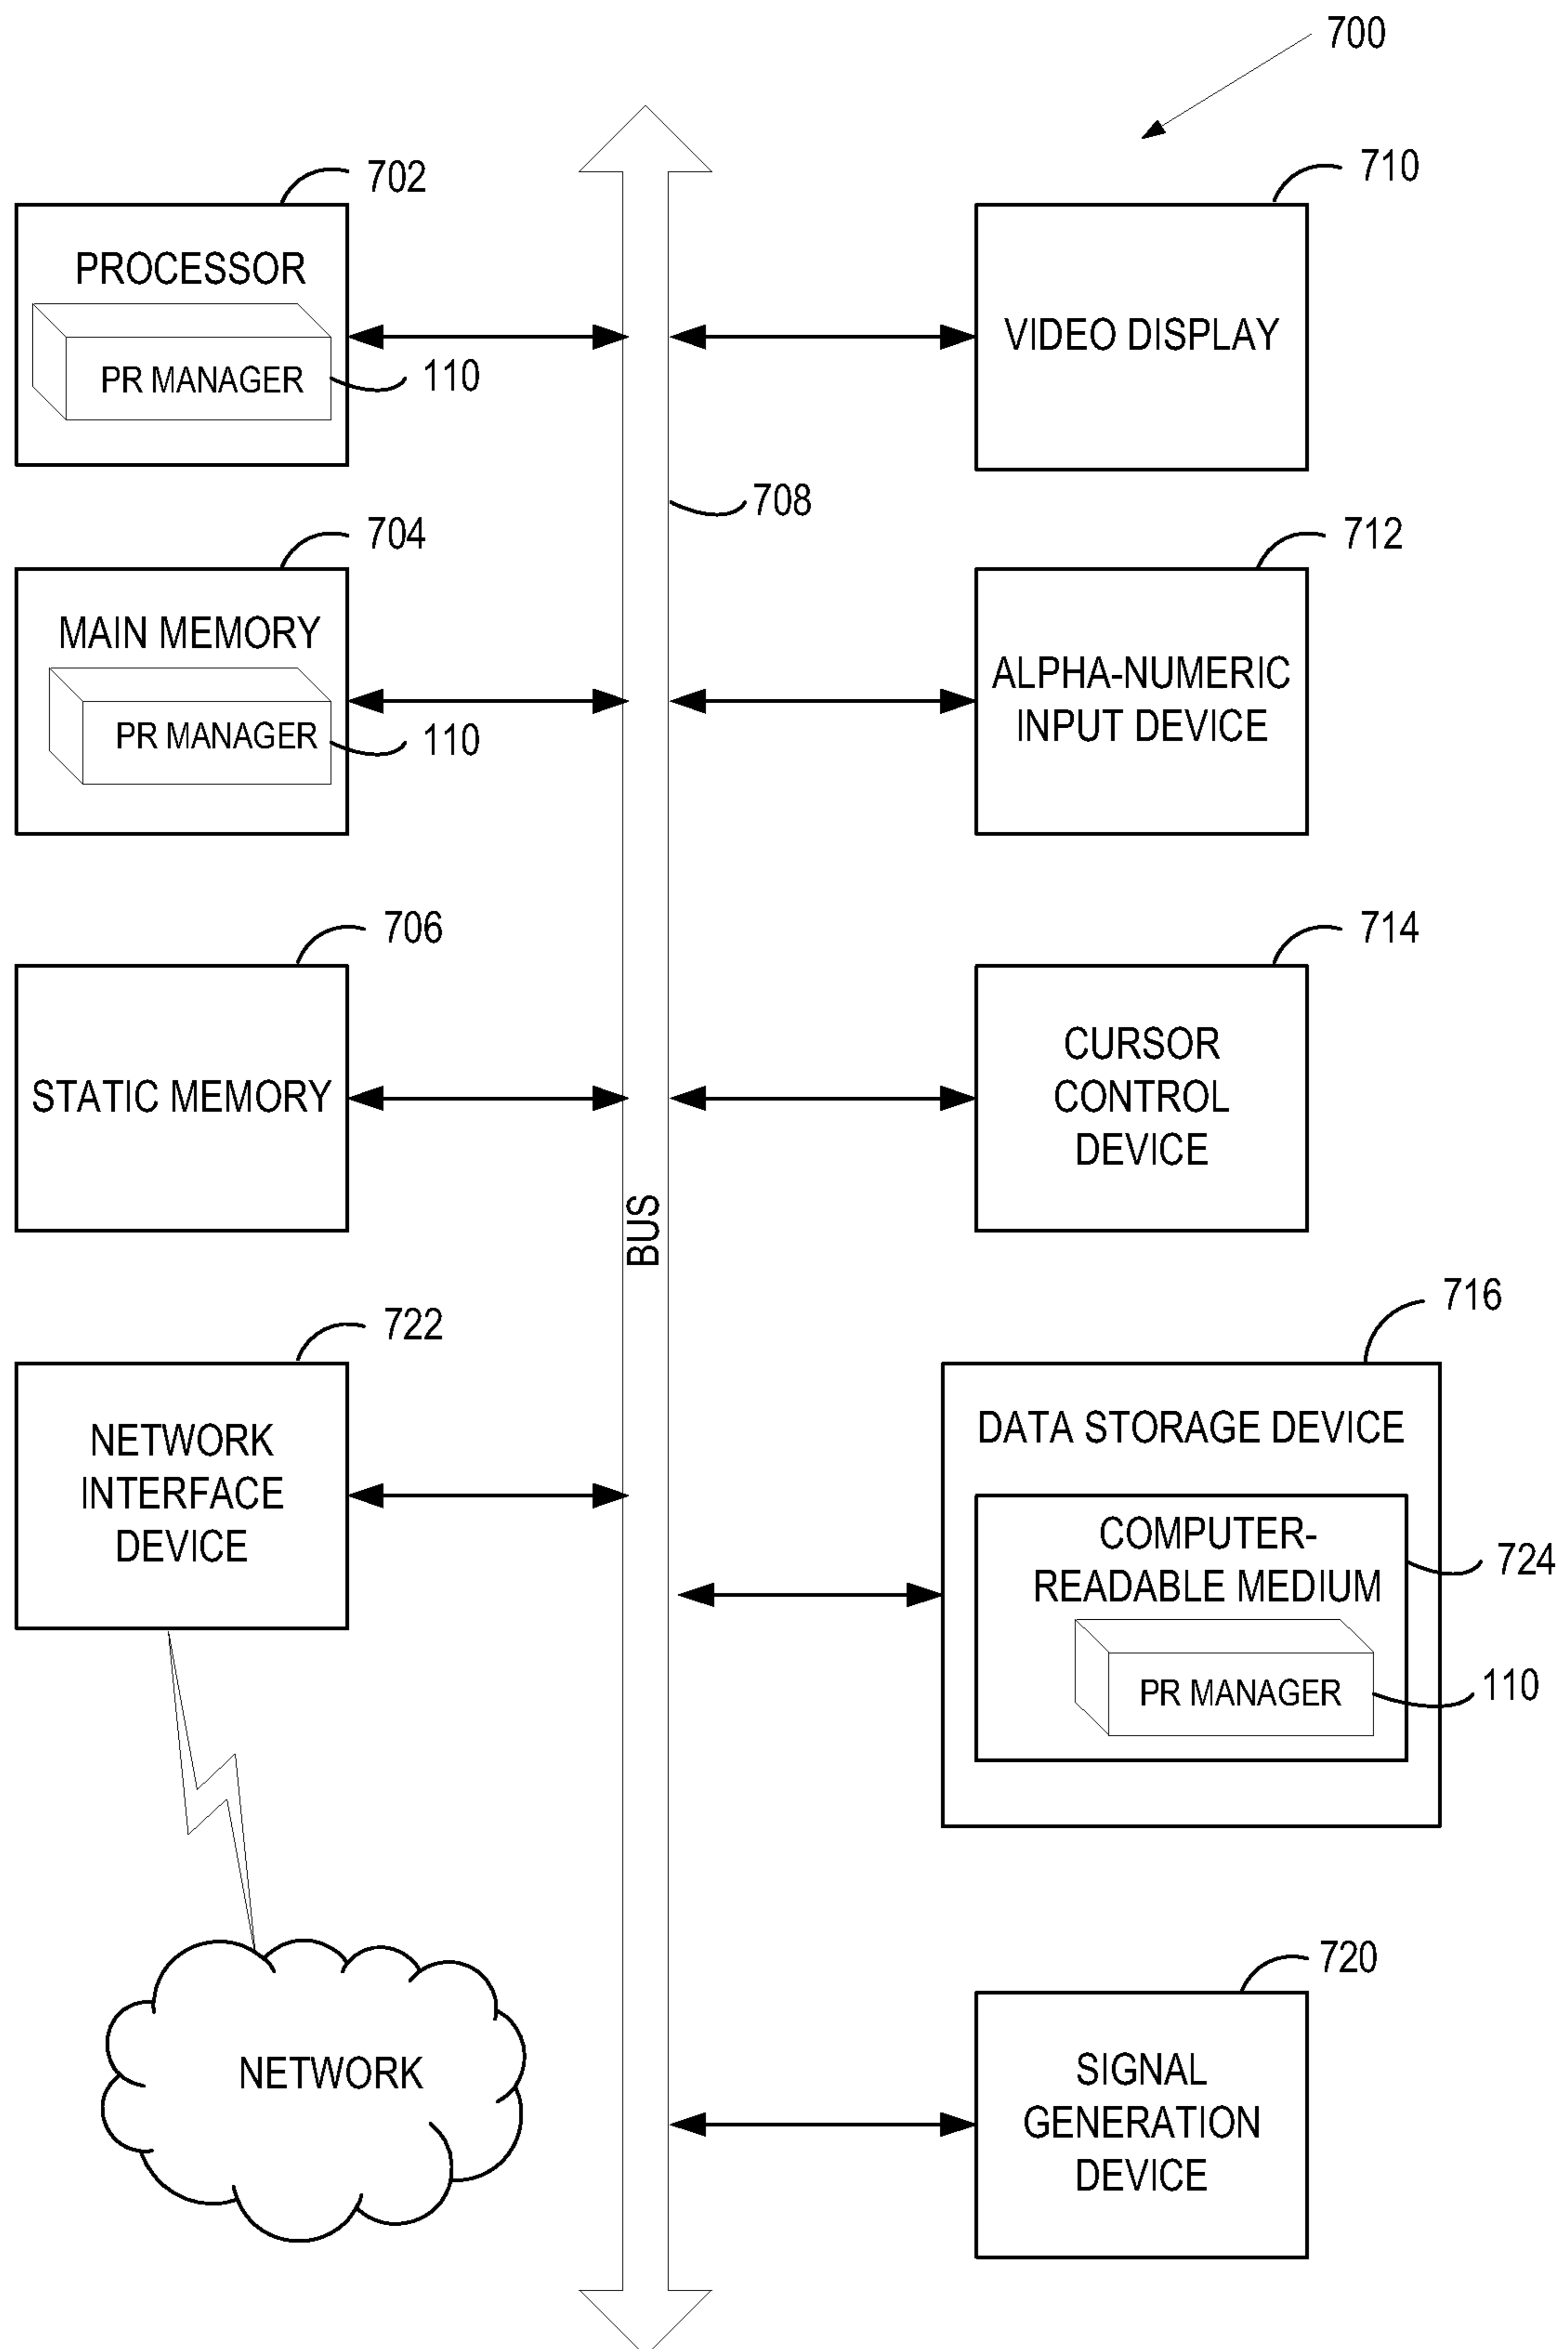 700
702
PROCESSOR
PR MANAGER
110
704
MAIN MEMORY
PR MANAGER
110
706
STATIC MEMORY
722
NETWORK
INTERFACE
DEVICE
NETWORK
708
BUS
710
VIDEO DISPLAY
712
ALPHA-NUMERIC
INPUT DEVICE
714
CURSOR
CONTROL
DEVICE
716
DATA STORAGE DEVICE
COMPUTER-
READABLE MEDIUM
724
PR MANAGER
110
720
SIGNAL
GENERATION
DEVICE